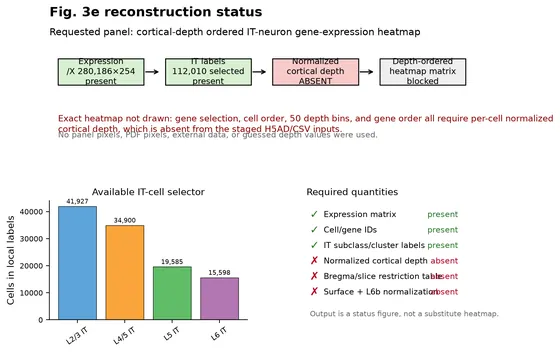 Fig. 3e reconstruction status
Requested panel: cortical-depth ordered IT-neuron gene-expression heatmap
Expression
/X 280,186×254
present
IT labels
112,010 selected
present
Normalized
cortical depth
ABSENT
Depth-ordered
heatmap matrix
blocked
Exact heatmap not drawn: gene selection, cell order, 50 depth bins, and gene order all require per-cell normalized
cortical depth, which is absent from the staged H5AD/CSV inputs.
No panel pixels, PDF pixels, external data, or guessed depth values were used.
Available IT-cell selector
Cells in local labels
40000
30000
20000
10000
0
41,927
34,900
19,585
15,598
L2/3 IT
L4/5 IT
L5 IT
L6 IT
Required quantities
✓ Expression matrix present
✓ Cell/gene IDs present
✓ IT subclass/cluster labels present
✗ Normalized cortical depth absent
✗ Bregma/slice restriction table absent
✗ Surface + L6b normalization absent
Output is a status figure, not a substitute heatmap.